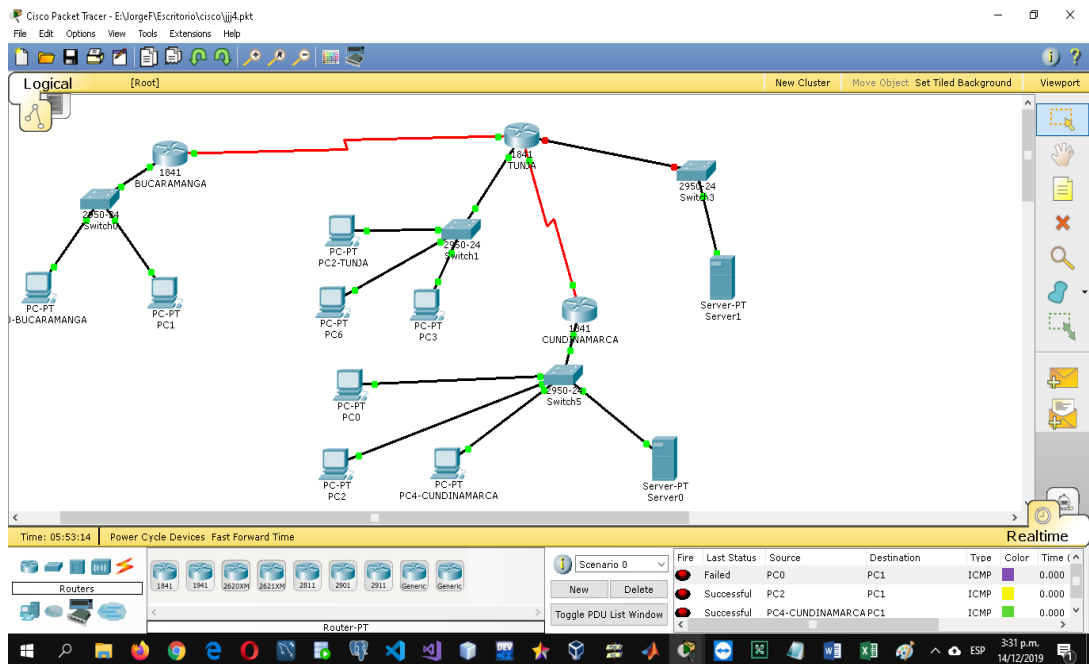 Cisco Packet Tracer - E:\JorgeF\Escritorio\cisco\jjj4.pkt
File Edit Options View Tools Extensions Help
Logical [Root] New Cluster Move Object Set Tiled Background Viewport
1841
BUCARAMANGA
1841
TUNJA
2950-24
Switch3
2950-24
Switch0
PC-PT
PC2-TUNJA
2950-24
Switch1
PC-PT
0-BUCARAMANGA
PC-PT
PC1
PC-PT
PC6
PC-PT
PC3
1841
CUNDINAMARCA
Server-PT
Server1
2950-24
Switch5
PC-PT
PC0
PC-PT
PC2
PC-PT
PC4-CUNDINAMARCA
Server-PT
Server0
Time: 05:53:14 Power Cycle Devices Fast Forward Time Realtime
Routers
1841 1941 2620XM 2621XM 2811 2901 2911 Generic Generic
Router-PT
Scenario 0
New Delete
Toggle PDU List Window
Fire Last Status Source Destination Type Color Time (
Failed PC0 PC1 ICMP 0.000
Successful PC2 PC1 ICMP 0.000
Successful PC4-CUNDINAMARCA PC1 ICMP 0.000
DEV
ESP
3:31 p.m.
14/12/2019